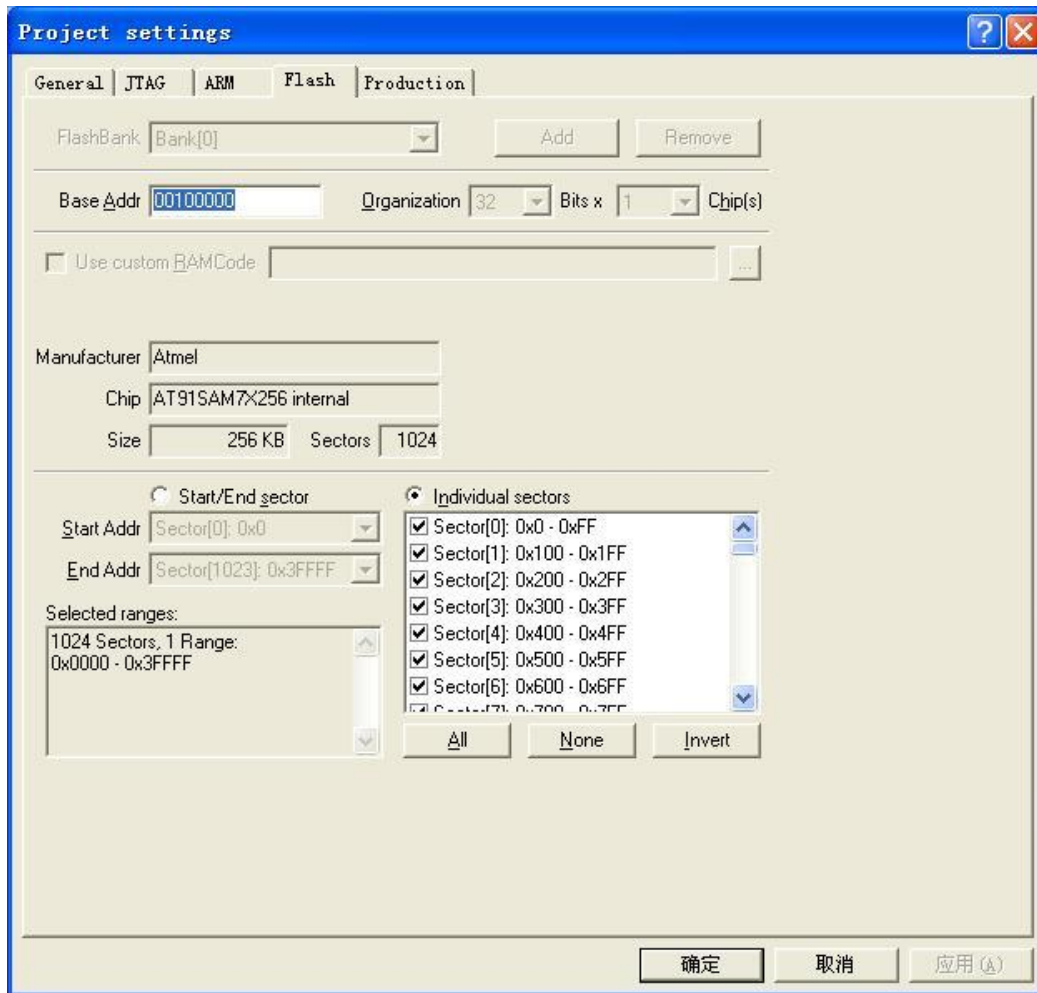 Project settings
General JTAG ARM Flash Production
FlashBank Bank[0] Add Remove
Base Addr 00100000 Organization 32 Bits x 1 Chip(s)
Use custom RAMCode ...
Manufacturer Atmel
Chip AT91SAM7X256 internal
Size 256 KB Sectors 1024
Start/End sector Individual sectors
Start Addr Sector[0]: 0x0
End Addr Sector[1023]: 0x3FFFF
Selected ranges:
1024 Sectors, 1 Range:
0x0000 - 0x3FFFF
Sector[0]: 0x0 - 0xFF
Sector[1]: 0x100 - 0x1FF
Sector[2]: 0x200 - 0x2FF
Sector[3]: 0x300 - 0x3FF
Sector[4]: 0x400 - 0x4FF
Sector[5]: 0x500 - 0x5FF
Sector[6]: 0x600 - 0x6FF
Sector[7]: 0x700 - 0x7FF
All None Invert
确定 取消 应用(A)